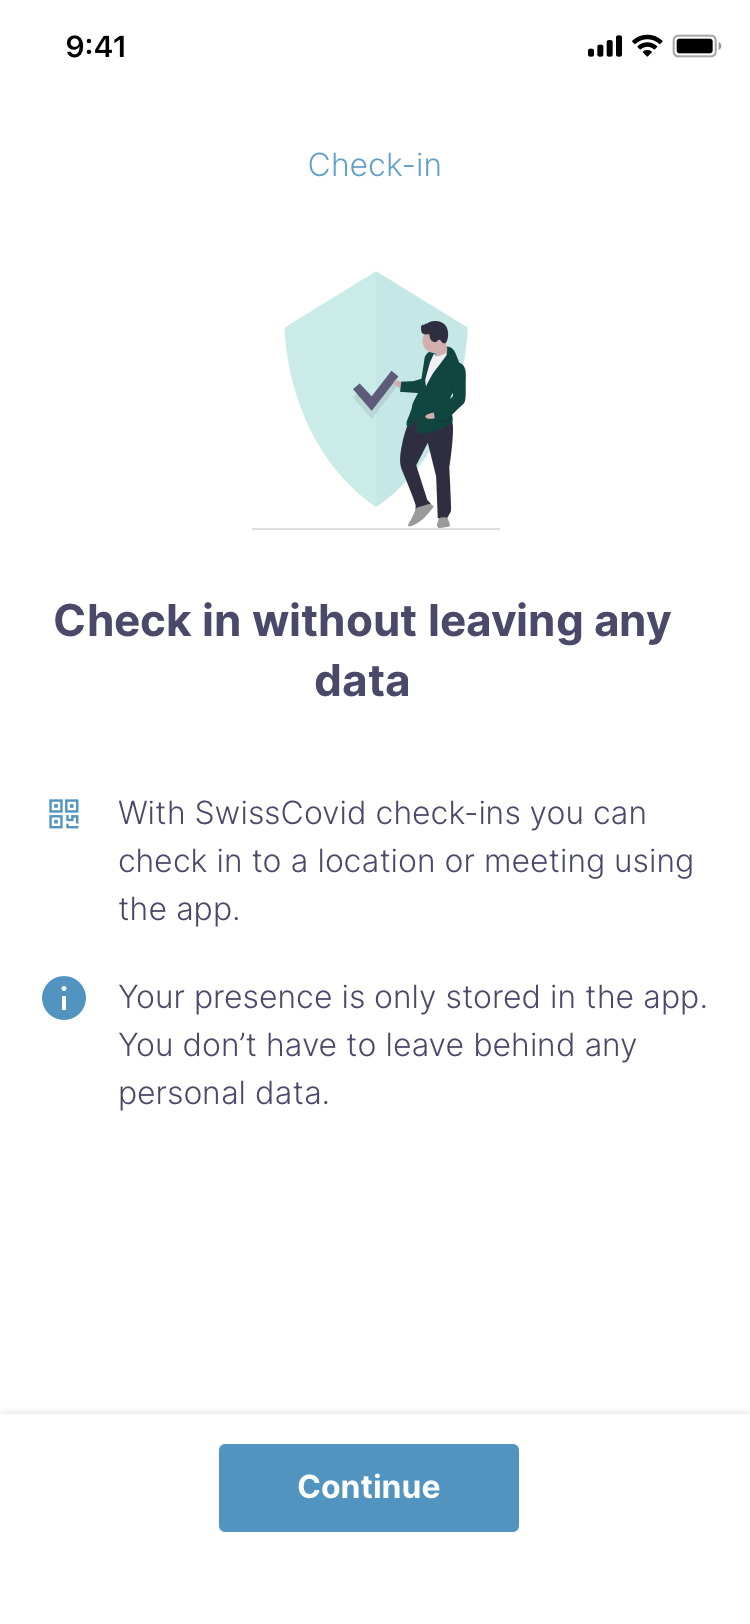 9:41
Check-in
Check in without leaving any
data
With SwissCovid check-ins you can
check in to a location or meeting using
the app.
Your presence is only stored in the app.
You don’t have to leave behind any
personal data.
Continue